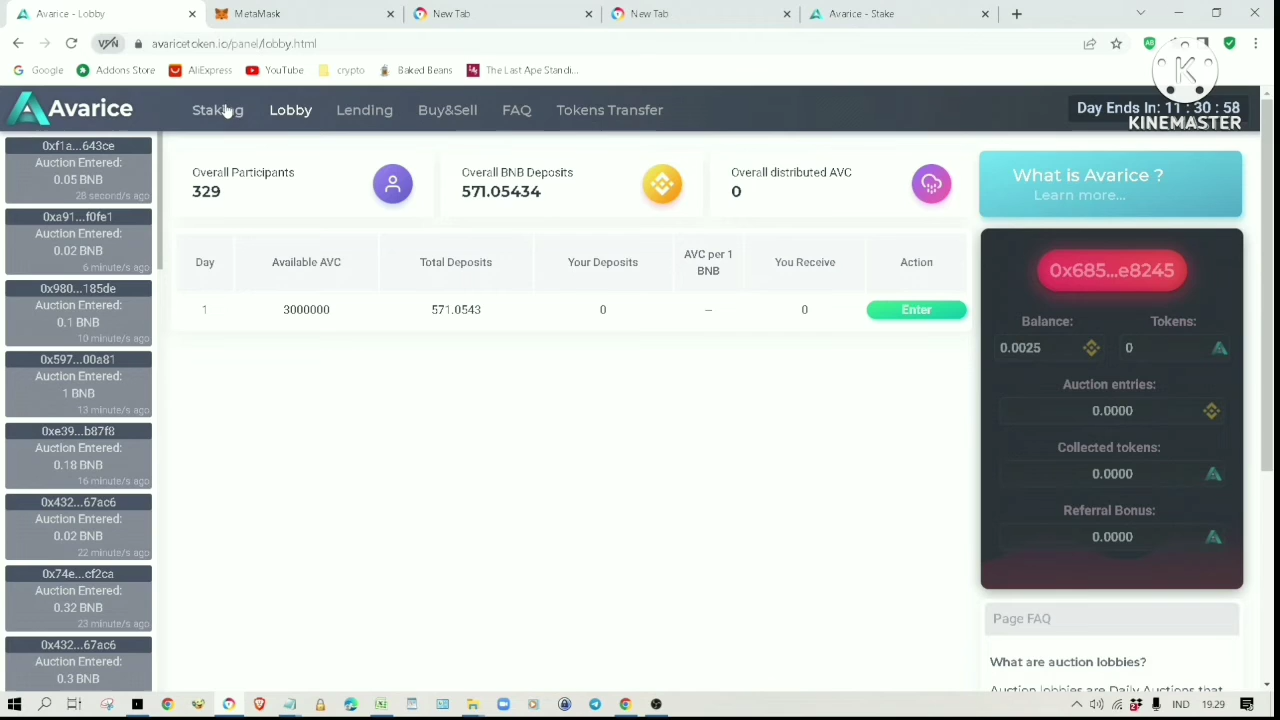 Avarice - Lobby
MetaMask
New Tab
New Tab
Avarice - Stake
VPN
avaricetoken.io/panel/lobby.html
Google
Addons Store
AliExpress
YouTube
crypto
Baked Beans
The Last Ape Standi...
K
KINEMASTER
Avarice
Staking
Lobby
Lending
Buy&Sell
FAQ
Tokens Transfer
Day Ends In: 11 : 30 : 58
0xf1a...643ce
Auction Entered:
0.05 BNB
28 second/s ago
0xa91...f0fe1
Auction Entered:
0.02 BNB
6 minute/s ago
0x980...185de
Auction Entered:
0.1 BNB
10 minute/s ago
0x597...00a81
Auction Entered:
1 BNB
13 minute/s ago
0xe39...b87f8
Auction Entered:
0.18 BNB
16 minute/s ago
0x432...67ac6
Auction Entered:
0.02 BNB
22 minute/s ago
0x74e...cf2ca
Auction Entered:
0.32 BNB
23 minute/s ago
0x432...67ac6
Auction Entered:
0.3 BNB
Overall Participants
329
Overall BNB Deposits
571.05434
Overall distributed AVC
0
Day
Available AVC
Total Deposits
Your Deposits
AVC per 1
BNB
You Receive
Action
1
3000000
571.0543
0
--
0
Enter
What is Avarice ?
Learn more...
0x685...e8245
Balance:
Tokens:
0.0025
0
Auction entries:
0.0000
Collected tokens:
0.0000
Referral Bonus:
0.0000
Page FAQ
What are auction lobbies?
Auction lobbies are Daily Auctions that
IND
19.29